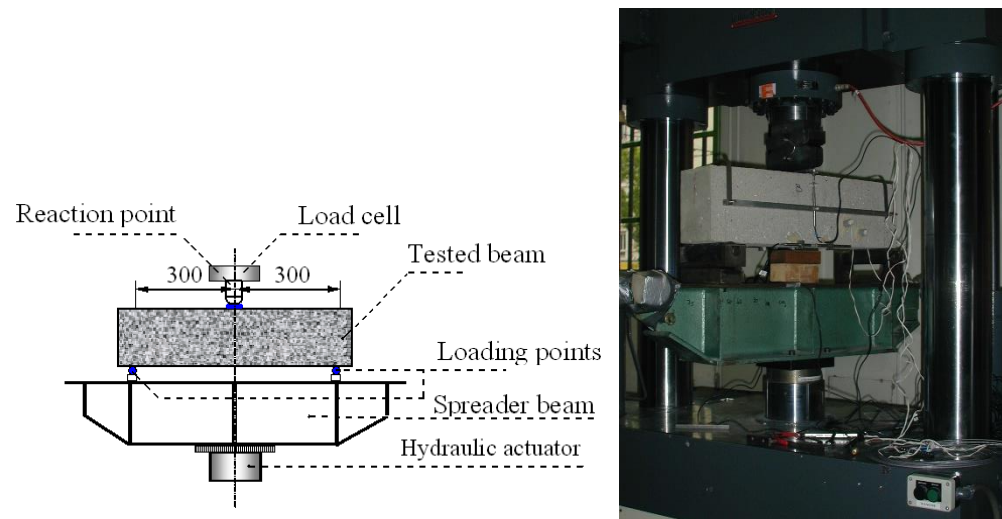 Reaction point
Load cell
300
300
Tested beam
Loading points
Spreader beam
Hydraulic actuator